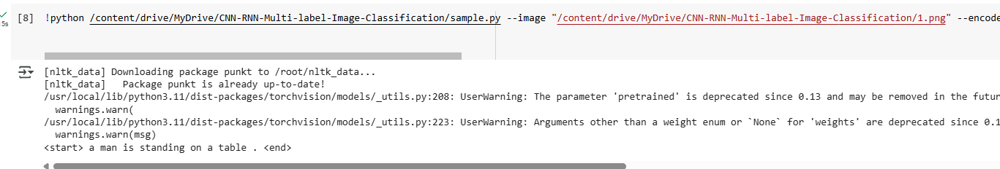 [8] !python /content/drive/MyDrive/CNN-RNN-Multi-label-Image-Classification/sample.py --image "/content/drive/MyDrive/CNN-RNN-Multi-label-Image-Classification/1.png" --encode
5s
[nltk_data] Downloading package punkt to /root/nltk_data...
[nltk_data]   Package punkt is already up-to-date!
/usr/local/lib/python3.11/dist-packages/torchvision/models/_utils.py:208: UserWarning: The parameter 'pretrained' is deprecated since 0.13 and may be removed in the futur
  warnings.warn(
/usr/local/lib/python3.11/dist-packages/torchvision/models/_utils.py:223: UserWarning: Arguments other than a weight enum or `None` for 'weights' are deprecated since 0.1
  warnings.warn(msg)
<start> a man is standing on a table . <end>